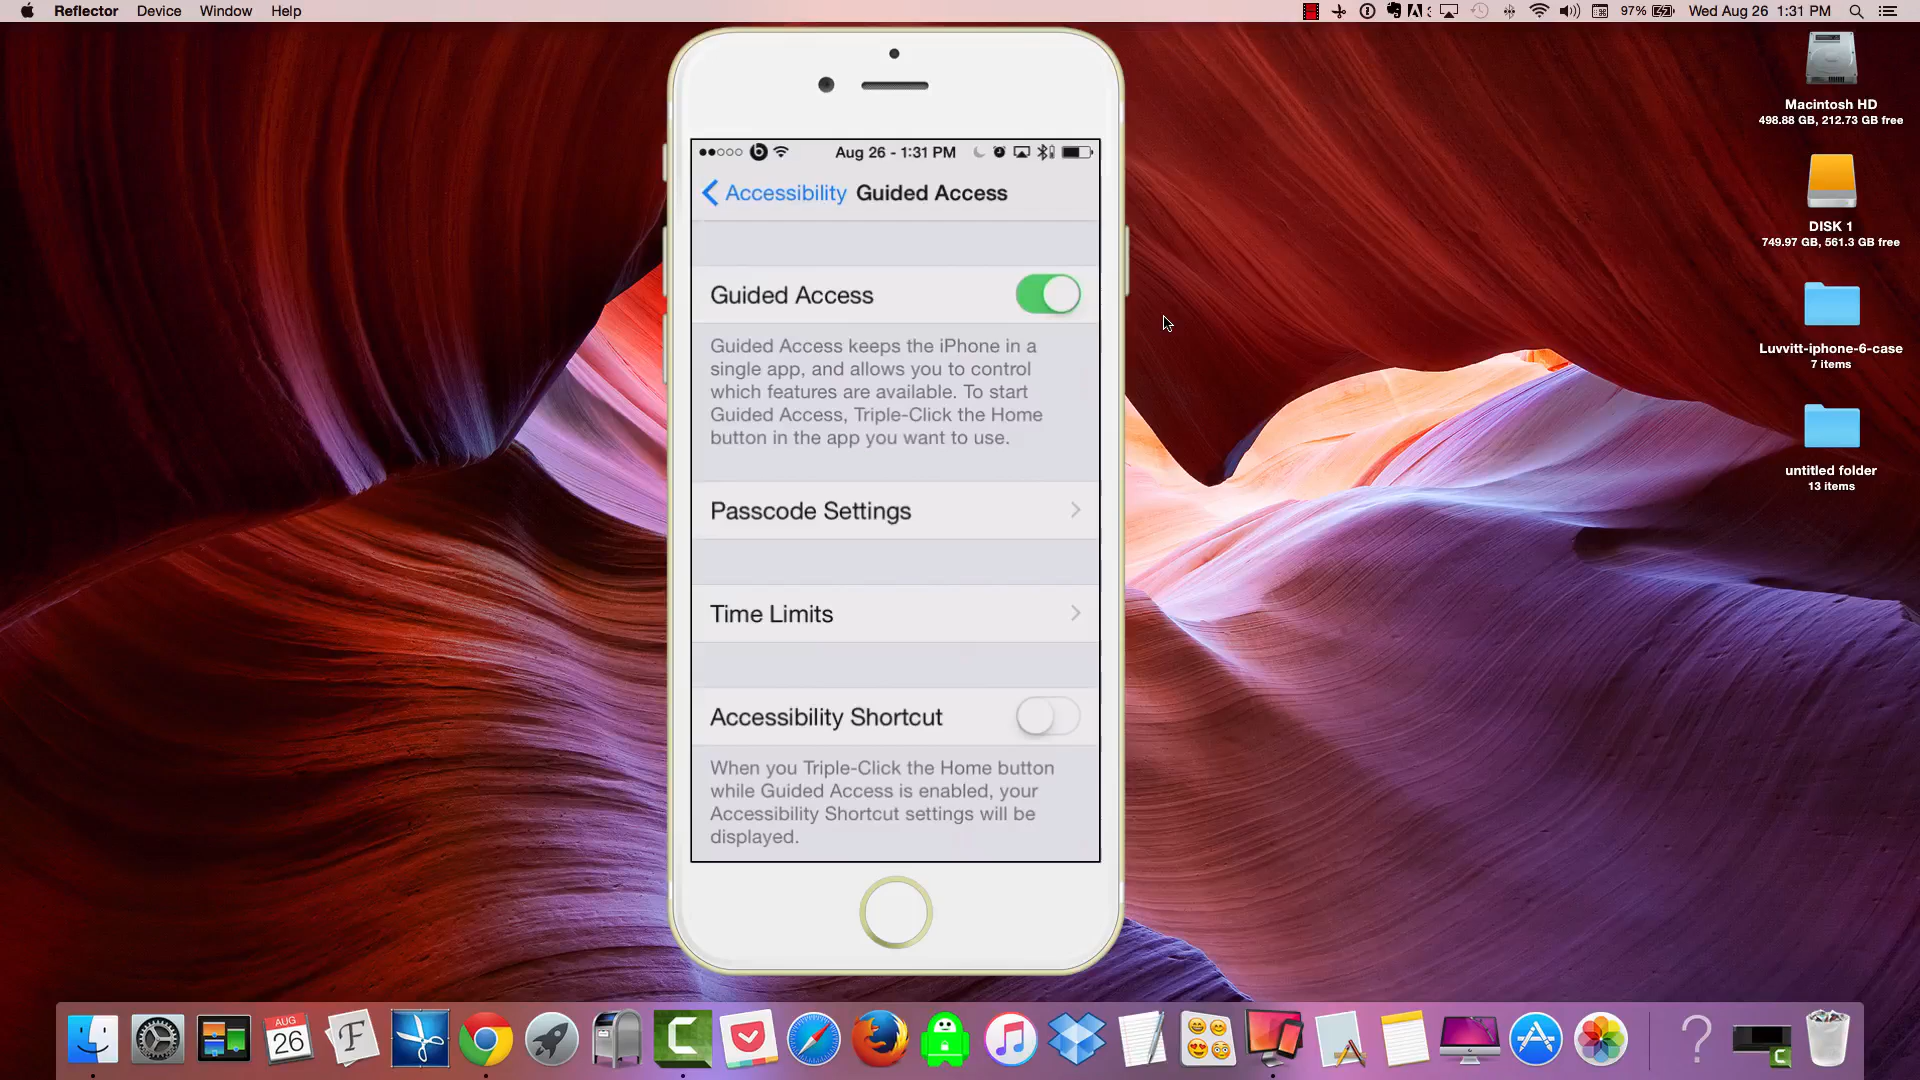 Reflector Device Window Help
97% Wed Aug 26 1:31 PM
Macintosh HD
498.88 GB, 212.73 GB free
DISK 1
749.97 GB, 561.3 GB free
Luvvitt-iphone-6-case
7 items
untitled folder
13 items
Aug 26 - 1:31 PM
Accessibility Guided Access
Guided Access
Guided Access keeps the iPhone in a
single app, and allows you to control
which features are available. To start
Guided Access, Triple-Click the Home
button in the app you want to use.
Passcode Settings
Time Limits
Accessibility Shortcut
When you Triple-Click the Home button
while Guided Access is enabled, your
Accessibility Shortcut settings will be
displayed.
AUG
26
F
C
?
C